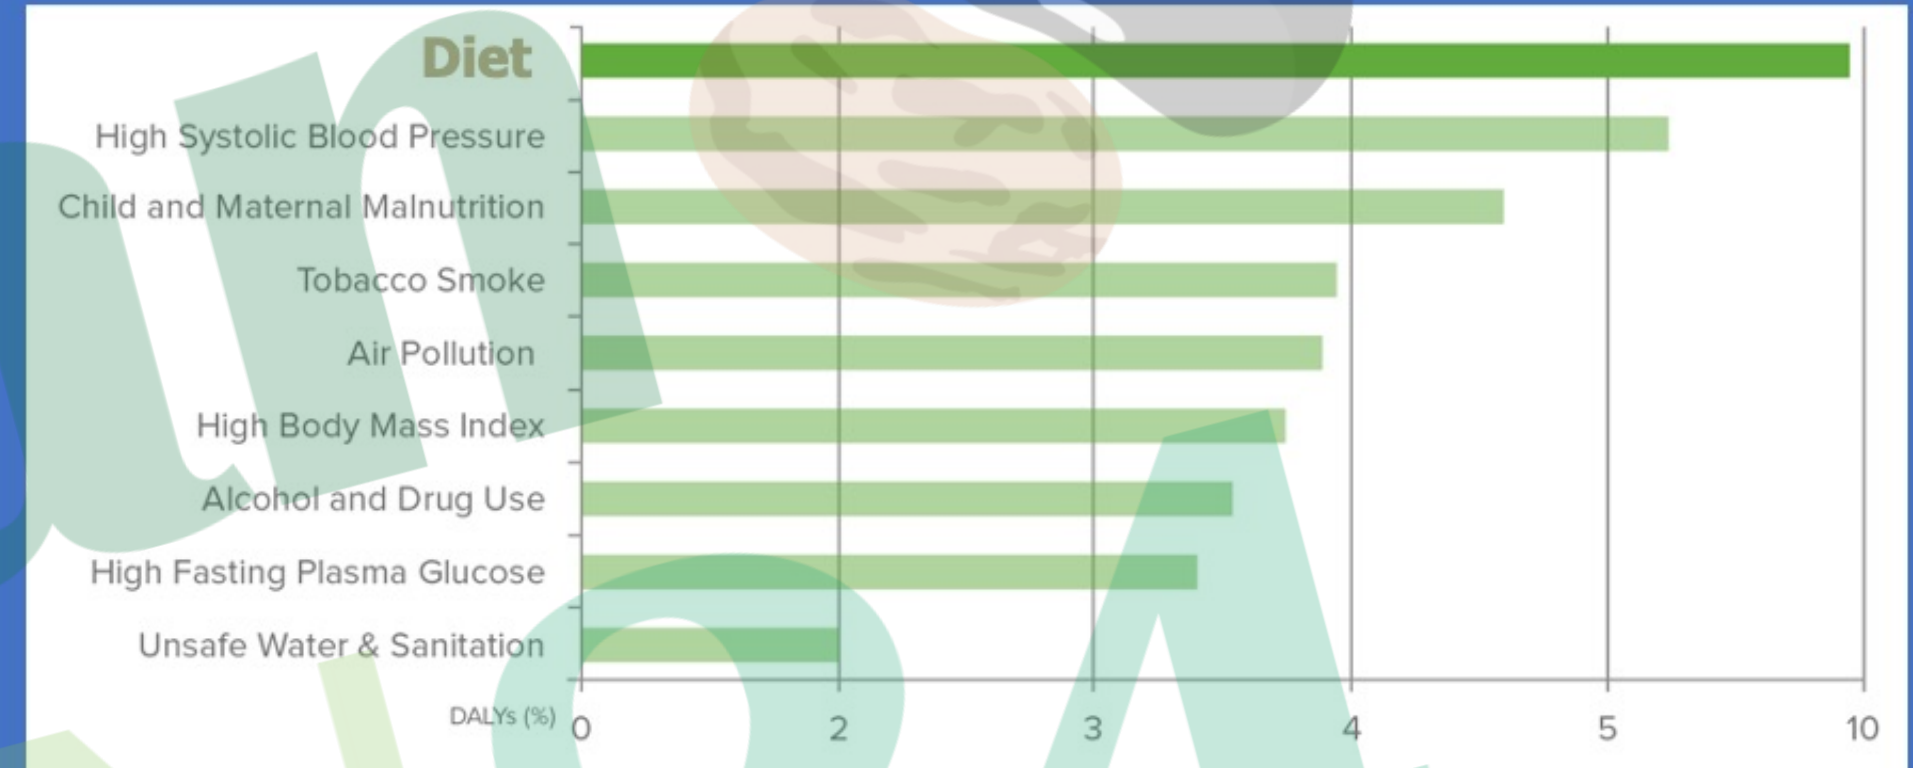 Diet
High Systolic Blood Pressure
Child and Maternal Malnutrition
Tobacco Smoke
Air Pollution
High Body Mass Index
Alcohol and Drug Use
High Fasting Plasma Glucose
Unsafe Water & Sanitation
DALYs (%) 0 2 3 4 5 10